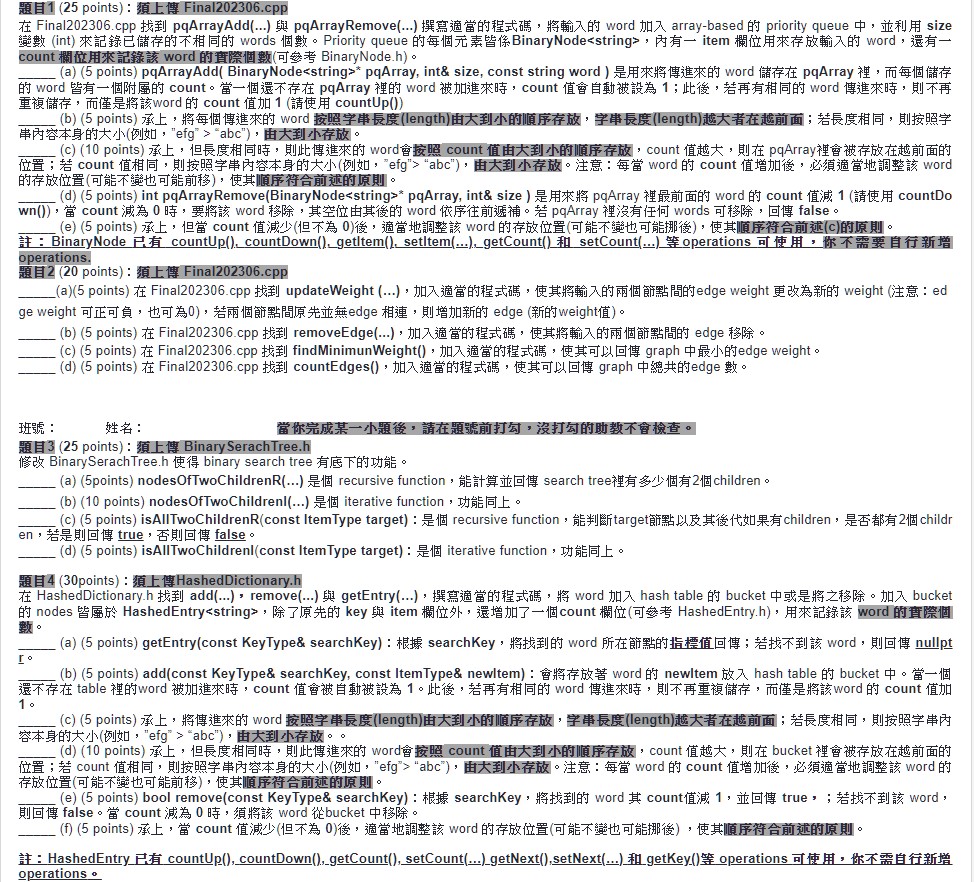 題目1 (25 points)：須上傳 Final202306.cpp
在 Final202306.cpp 找到 pqArrayAdd(…) 與 pqArrayRemove(…) 撰寫適當的程式碼，將輸入的 word 加入 array-based 的 priority queue 中，並利用 size
變數 (int) 來記錄已儲存的不相同的 words 個數。Priority queue 的每個元素皆係BinaryNode<string>，內有一 item 欄位用來存放輸入的 word，還有一
count 欄位用來記錄該 word 的實際個數(可參考 BinaryNode.h)。
_____ (a) (5 points) pqArrayAdd( BinaryNode<string>* pqArray, int& size, const string word ) 是用來將傳進來的 word 儲存在 pqArray 裡，而每個儲存
的 word 皆有一個附屬的 count。當一個還不存在 pqArray 裡的 word 被加進來時，count 值會自動被設為 1；此後，若再有相同的 word 傳進來時，則不再
重複儲存，而僅是將該word 的 count 值加 1 (請使用 countUp())
_____ (b) (5 points) 承上，將每個傳進來的 word 按照字串長度(length)由大到小的順序存放，字串長度(length)越大者在越前面；若長度相同，則按照字
串內容本身的大小(例如，"efg" > "abc")，由大到小存放。
_____ (c) (10 points) 承上，但長度相同時，則此傳進來的 word會按照 count 值由大到小的順序存放，count 值越大，則在 pqArray裡會被存放在越前面的
位置；若 count 值相同，則按照字串內容本身的大小(例如，"efg"> "abc")，由大到小存放。注意：每當 word 的 count 值增加後，必須適當地調整該 word
的存放位置(可能不變也可能前移)，使其順序符合前述的原則。
_____ (d) (5 points) int pqArrayRemove(BinaryNode<string>* pqArray, int& size ) 是用來將 pqArray 裡最前面的 word 的 count 值減 1 (請使用 countDo
wn())，當 count 減為 0 時，要將該 word 移除，其空位由其後的 word 依序往前遞補。若 pqArray 裡沒有任何 words 可移除，回傳 false。
_____ (e) (5 points) 承上，但當 count 值減少(但不為 0)後，適當地調整該 word 的存放位置(可能不變也可能挪後)，使其順序符合前述(c)的原則。
註：BinaryNode 已有 countUp(), countDown(), getItem(), setItem(…), getCount() 和 setCount(…) 等operations 可使用，你不需要自行新增
operations.
題目2 (20 points)：須上傳 Final202306.cpp
_____(a)(5 points) 在 Final202306.cpp 找到 updateWeight (…)，加入適當的程式碼，使其將輸入的兩個節點間的edge weight 更改為新的 weight (注意：ed
ge weight 可正可負，也可為0)，若兩個節點間原先並無edge 相連，則增加新的 edge (新的weight值)。
_____ (b) (5 points) 在 Final202306.cpp 找到 removeEdge(…)，加入適當的程式碼，使其將輸入的兩個節點間的 edge 移除。
_____ (c) (5 points) 在 Final202306.cpp 找到 findMinimunWeight()，加入適當的程式碼，使其可以回傳 graph 中最小的edge weight。
_____ (d) (5 points) 在 Final202306.cpp 找到 countEdges()，加入適當的程式碼，使其可以回傳 graph 中總共的edge 數。
班號：　　　姓名：　　　　　　　　當你完成某一小題後，請在題號前打勾，沒打勾的助教不會檢查。
題目3 (25 points)：須上傳 BinarySerachTree.h
修改 BinarySerachTree.h 使得 binary search tree 有底下的功能。
_____ (a) (5points) nodesOfTwoChildrenR(…) 是個 recursive function，能計算並回傳 search tree裡有多少個有2個children。
_____ (b) (10 points) nodesOfTwoChildrenI(…) 是個 iterative function，功能同上。
_____ (c) (5 points) isAllTwoChildrenR(const ItemType target)：是個 recursive function，能判斷target節點以及其後代如果有children，是否都有2個childr
en，若是則回傳 true，否則回傳 false。
_____ (d) (5 points) isAllTwoChildrenI(const ItemType target)：是個 iterative function，功能同上。
題目4 (30points)：須上傳HashedDictionary.h
在 HashedDictionary.h 找到 add(…)，remove(…) 與 getEntry(…)，撰寫適當的程式碼，將 word 加入 hash table 的 bucket 中或是將之移除。加入 bucket
的 nodes 皆屬於 HashedEntry<string>，除了原先的 key 與 item 欄位外，還增加了一個count 欄位(可參考 HashedEntry.h)，用來記錄該 word 的實際個
數。
_____ (a) (5 points) getEntry(const KeyType& searchKey)：根據 searchKey，將找到的 word 所在節點的指標值回傳；若找不到該 word，則回傳 nullpt
r。
_____ (b) (5 points) add(const KeyType& searchKey, const ItemType& newItem)：會將存放著 word 的 newItem 放入 hash table 的 bucket 中。當一個
還不存在 table 裡的word 被加進來時，count 值會被自動被設為 1。此後，若再有相同的word 傳進來時，則不再重複儲存，而僅是將該word 的 count 值加
1。
_____ (c) (5 points) 承上，將傳進來的 word 按照字串長度(length)由大到小的順序存放，字串長度(length)越大者在越前面；若長度相同，則按照字串內
容本身的大小(例如，"efg" > "abc")，由大到小存放。。
_____ (d) (10 points) 承上，但長度相同時，則此傳進來的 word會按照 count 值由大到小的順序存放，count 值越大，則在 bucket 裡會被存放在越前面的
位置；若 count 值相同，則按照字串內容本身的大小(例如，"efg"> "abc")，由大到小存放。注意：每當 word 的 count 值增加後，必須適當地調整該 word 的
存放位置(可能不變也可能前移)，使其順序符合前述的原則。
_____ (e) (5 points) bool remove(const KeyType& searchKey)：根據 searchKey，將找到的 word 其 count值減 1，並回傳 true，；若找不到該 word，
則回傳 false。當 count 減為 0 時，須將該 word 從bucket 中移除。
_____ (f) (5 points) 承上，當 count 值減少(但不為 0)後，適當地調整該 word 的存放位置(可能不變也可能挪後) ，使其順序符合前述的原則。
註：HashedEntry 已有 countUp(), countDown(), getCount(), setCount(…) getNext(),setNext(…) 和 getKey()等 operations 可使用，你不需自行新增
operations。